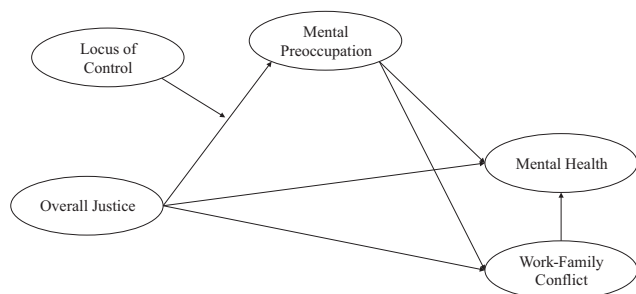 Mental
Preoccupation
Locus of
Control
Mental Health
Overall Justice
Work-Family
Conflict